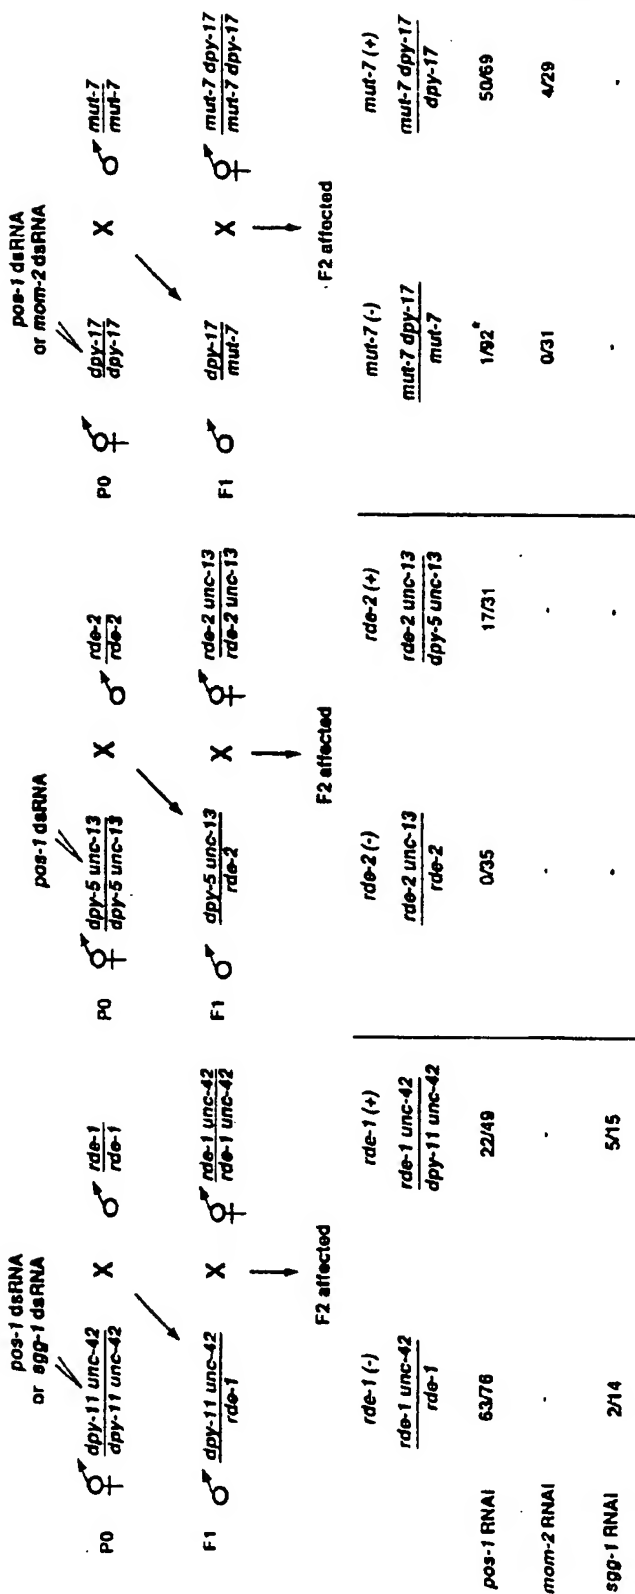 pos-1 dsRNA
or sgg-1 dsRNA
P0 dpy-11 unc-42 X rde-1
dpy-11 unc-42 rde-1
F1 dpy-11 unc-42 X rde-1 unc-42
rde-1 rde-1 unc-42
F2 affected
pos-1 dsRNA
P0 dpy-5 unc-13 X rde-2
dpy-5 unc-13 rde-2
F1 dpy-5 unc-13 X rde-2 unc-13
rde-2 rde-2 unc-13
F2 affected
pos-1 dsRNA
or mom-2 dsRNA
P0 dpy-17 X mut-7
dpy-17 mut-7
F1 dpy-17 X mut-7 dpy-17
mut-7 mut-7 dpy-17
F2 affected
rde-1 (-) rde-1 (+) rde-2 (-) rde-2 (+) mut-7 (-) mut-7 (+)
rde-1 unc-42 rde-1 unc-42 rde-2 unc-13 rde-2 unc-13 mut-7 dpy-17 mut-7 dpy-17
rde-1 dpy-11 unc-42 rde-2 dpy-5 unc-13 mut-7 dpy-17
pos-1 RNAi 63/76 22/49 0/35 17/31 1/92* 50/69
mom-2 RNAi - - - - 0/31 4/29
sgg-1 RNAi 2/14 5/15 - - - -